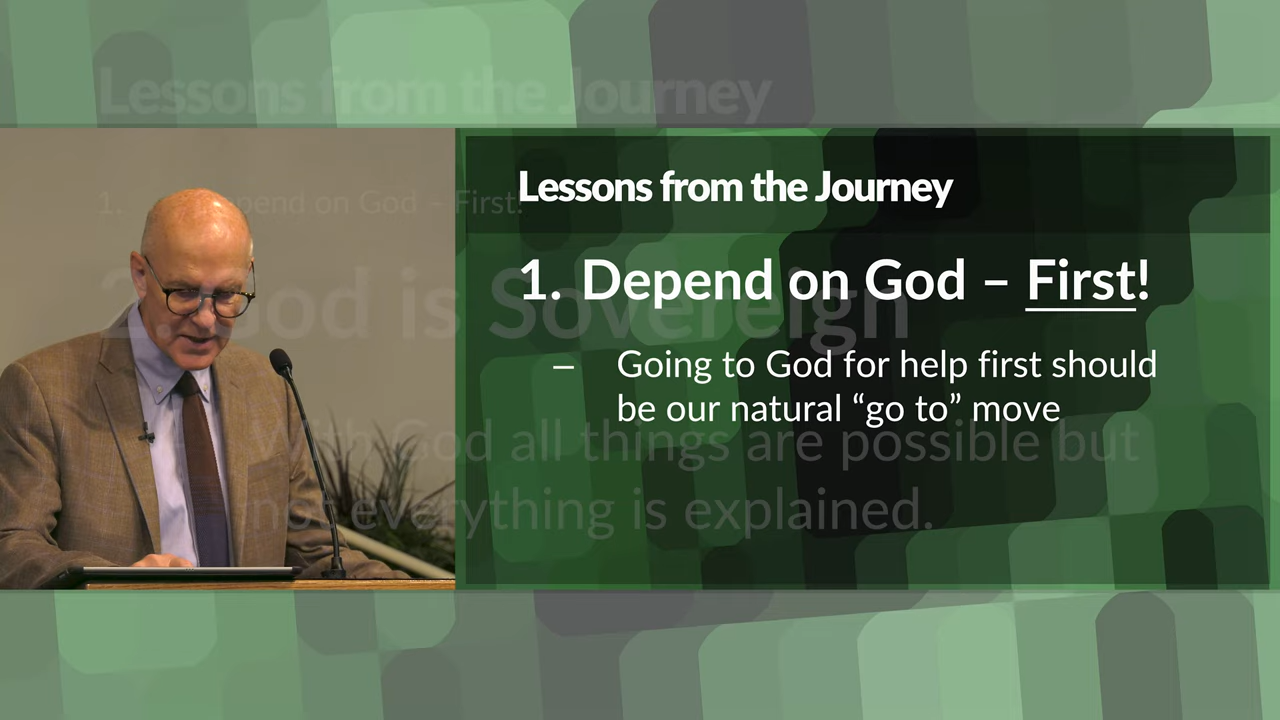 Lessons from the Journey
1. Depend on God – First!
2. God is Sovereign
With God all things are possible but
not everything is explained.
Lessons from the Journey
1. Depend on God – First!
– Going to God for help first should
be our natural “go to” move